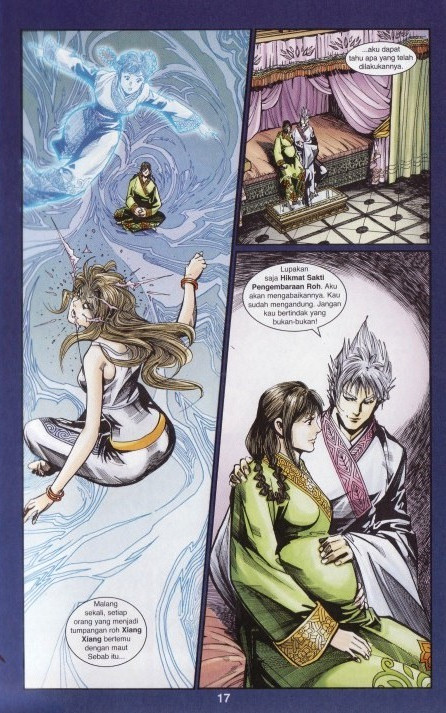 Malang
sekali, setiap
orang yang menjadi
tumpangan roh Xiang
Xiang bertemu
dengan maut
Sebab itu...
...aku dapat
tahu apa yang telah
dilakukannya.
Lupakan
saja Hikmat Sakti
Pengembaraan Roh. Aku
akan mengabaikannya. Kau
sudah mengandung. Jangan
kau bertindak yang
bukan-bukan!
17